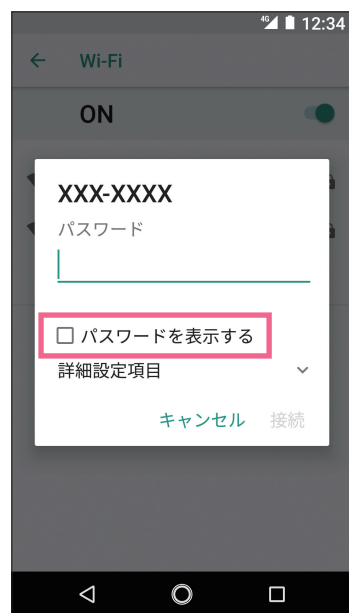 4G 12:34
Wi-Fi
ON
XXX-XXXX
パスワード
パスワードを表示する
詳細設定項目
キャンセル 接続